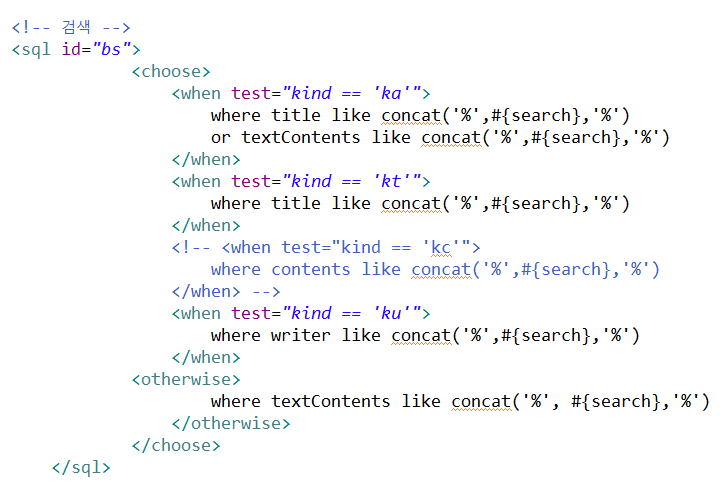 <!-- 검색 -->
<sql id="bs">
<choose>
<when test="kind == 'ka'">
where title like concat('%',#{search},'%')
or textContents like concat('%',#{search},'%')
</when>
<when test="kind == 'kt'">
where title like concat('%',#{search},'%')
</when>
<!-- <when test="kind == 'kc'">
where contents like concat('%',#{search},'%')
</when> -->
<when test="kind == 'ku'">
where writer like concat('%',#{search},'%')
</when>
<otherwise>
where textContents like concat('%', #{search},'%')
</otherwise>
</choose>
</sql>